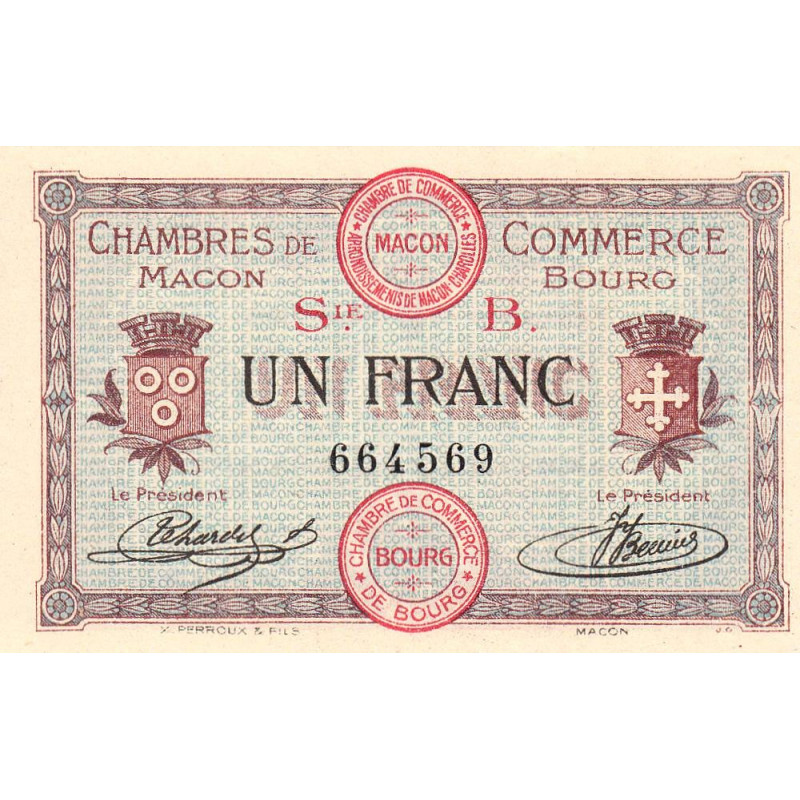 CHAMBRES DE COMMERCE
MACON BOURG
CHAMBRE DE COMMERCE
MACON
ARRONDISSEMENTS DE MACON-CHAROLLES
SIE. B.
UN FRANC
664569
Le Président Le Président
CHAMBRE DE COMMERCE
BOURG
DE BOURG
PERROUX & FILS MACON